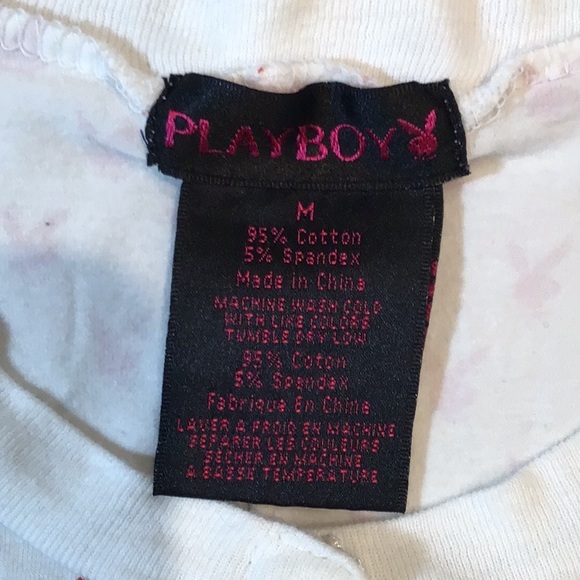 PLAYBOY
M
95% Cotton
5% Spandex
Made in China
MACHINE WASH COLD
WITH LIKE COLORS
TUMBLE DRY LOW
95% Coton
5% Spandex
Fabrique En Chine
LAVER A FROID EN MACHINE
SEPARER LES COULEURS
SECHER EN MACHINE
A BASSE TEMPERATURE